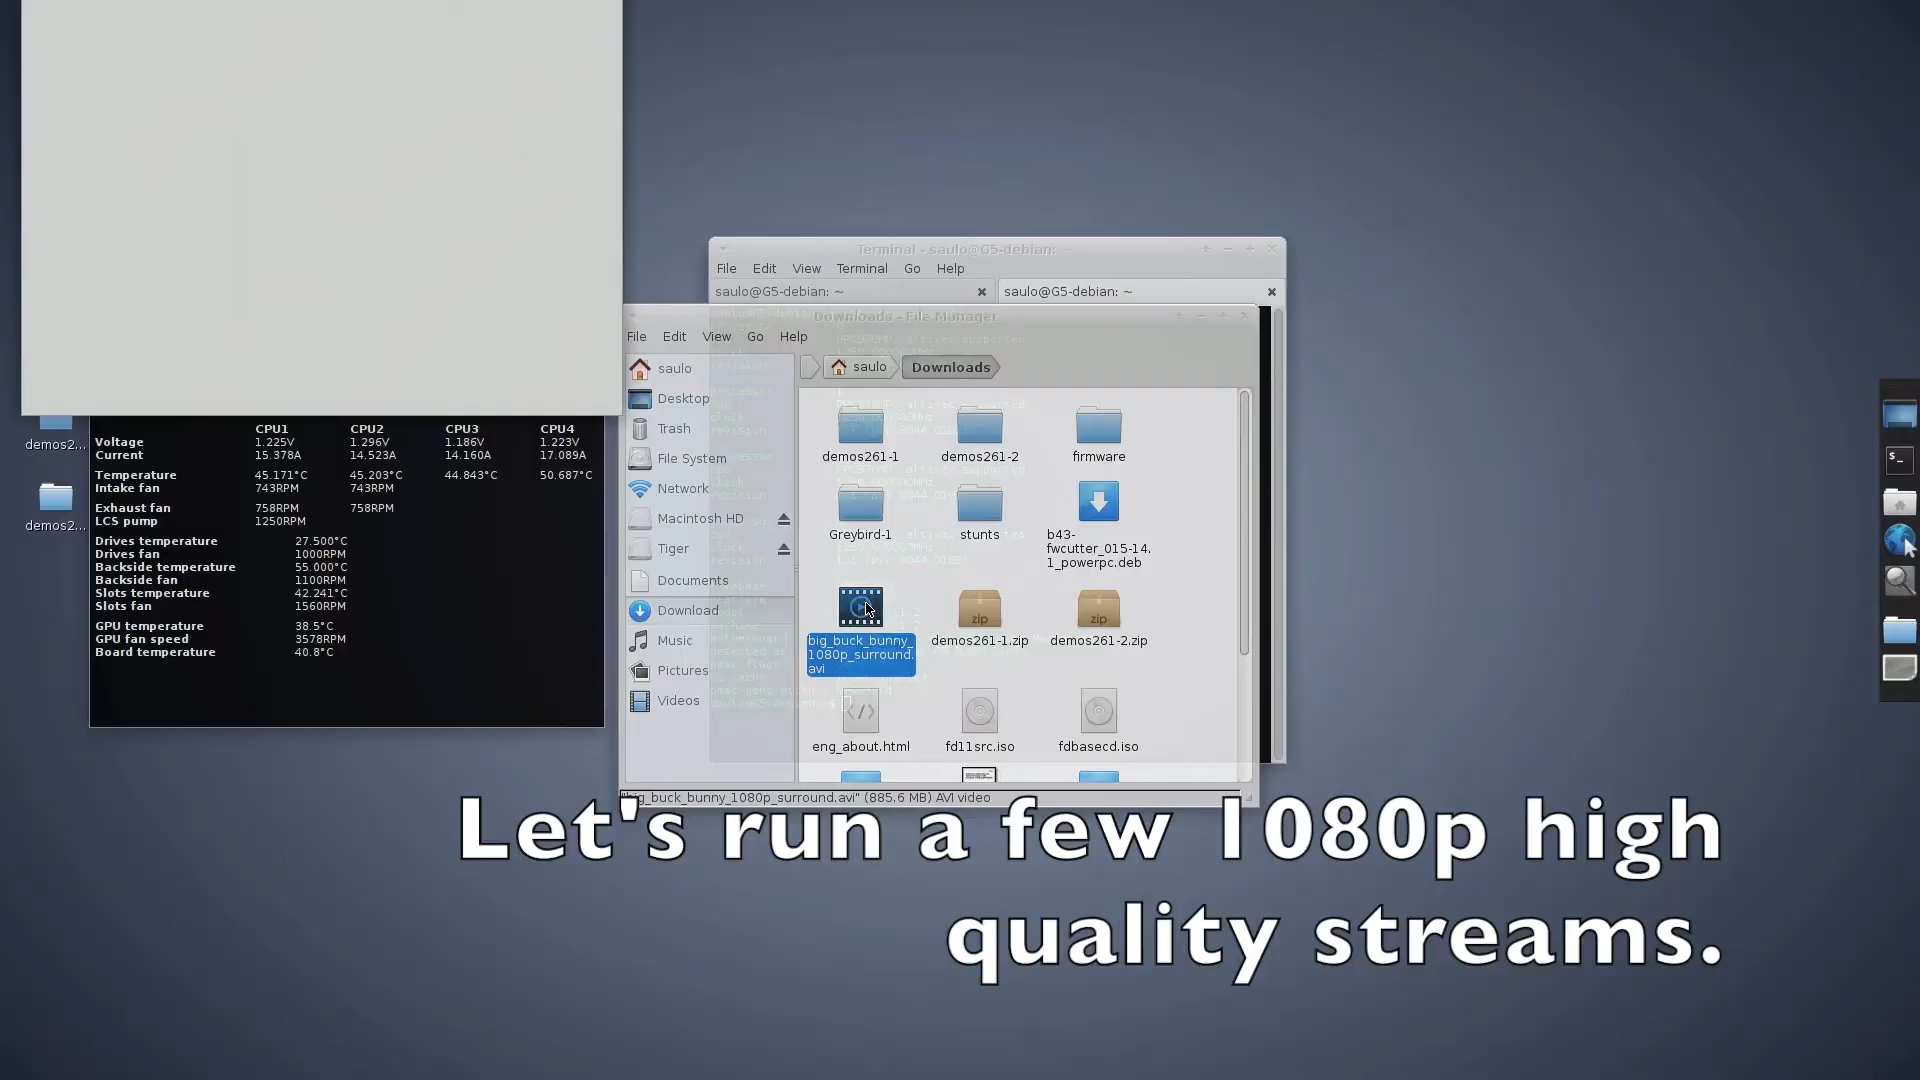 Terminal - saulo@G5-debian: ~
File Edit View Terminal Go Help
saulo@G5-debian: ~
saulo@G5-debian: ~
Downloads - File Manager
File Edit View Go Help
saulo
Desktop
Trash
File System
Network
Macintosh HD
Tiger
Documents
Download
Music
Pictures
Videos
saulo Downloads
demos261-1 demos261-2 firmware
Greybird-1 stunts b43-
fwcutter_015-14.
1_powerpc.deb
big_buck_bunny_
1080p_surround.
avi
zip
demos261-1.zip
zip
demos261-2.zip
eng_about.html fd11src.iso fdbasecd.iso
"big_buck_bunny_1080p_surround.avi" (885.6 MB) AVI video
demos2...
demos2...
CPU1 CPU2 CPU3 CPU4
Voltage 1.225V 1.296V 1.186V 1.223V
Current 15.378A 14.523A 14.160A 17.089A
Temperature 45.171°C 45.203°C 44.843°C 50.687°C
Intake fan 743RPM 743RPM
Exhaust fan 758RPM 758RPM
LCS pump 1250RPM
Drives temperature 27.500°C
Drives fan 1000RPM
Backside temperature 55.000°C
Backside fan 1100RPM
Slots temperature 42.241°C
Slots fan 1560RPM
GPU temperature 38.5°C
GPU fan speed 3578RPM
Board temperature 40.8°C
Let's run a few 1080p high
quality streams.